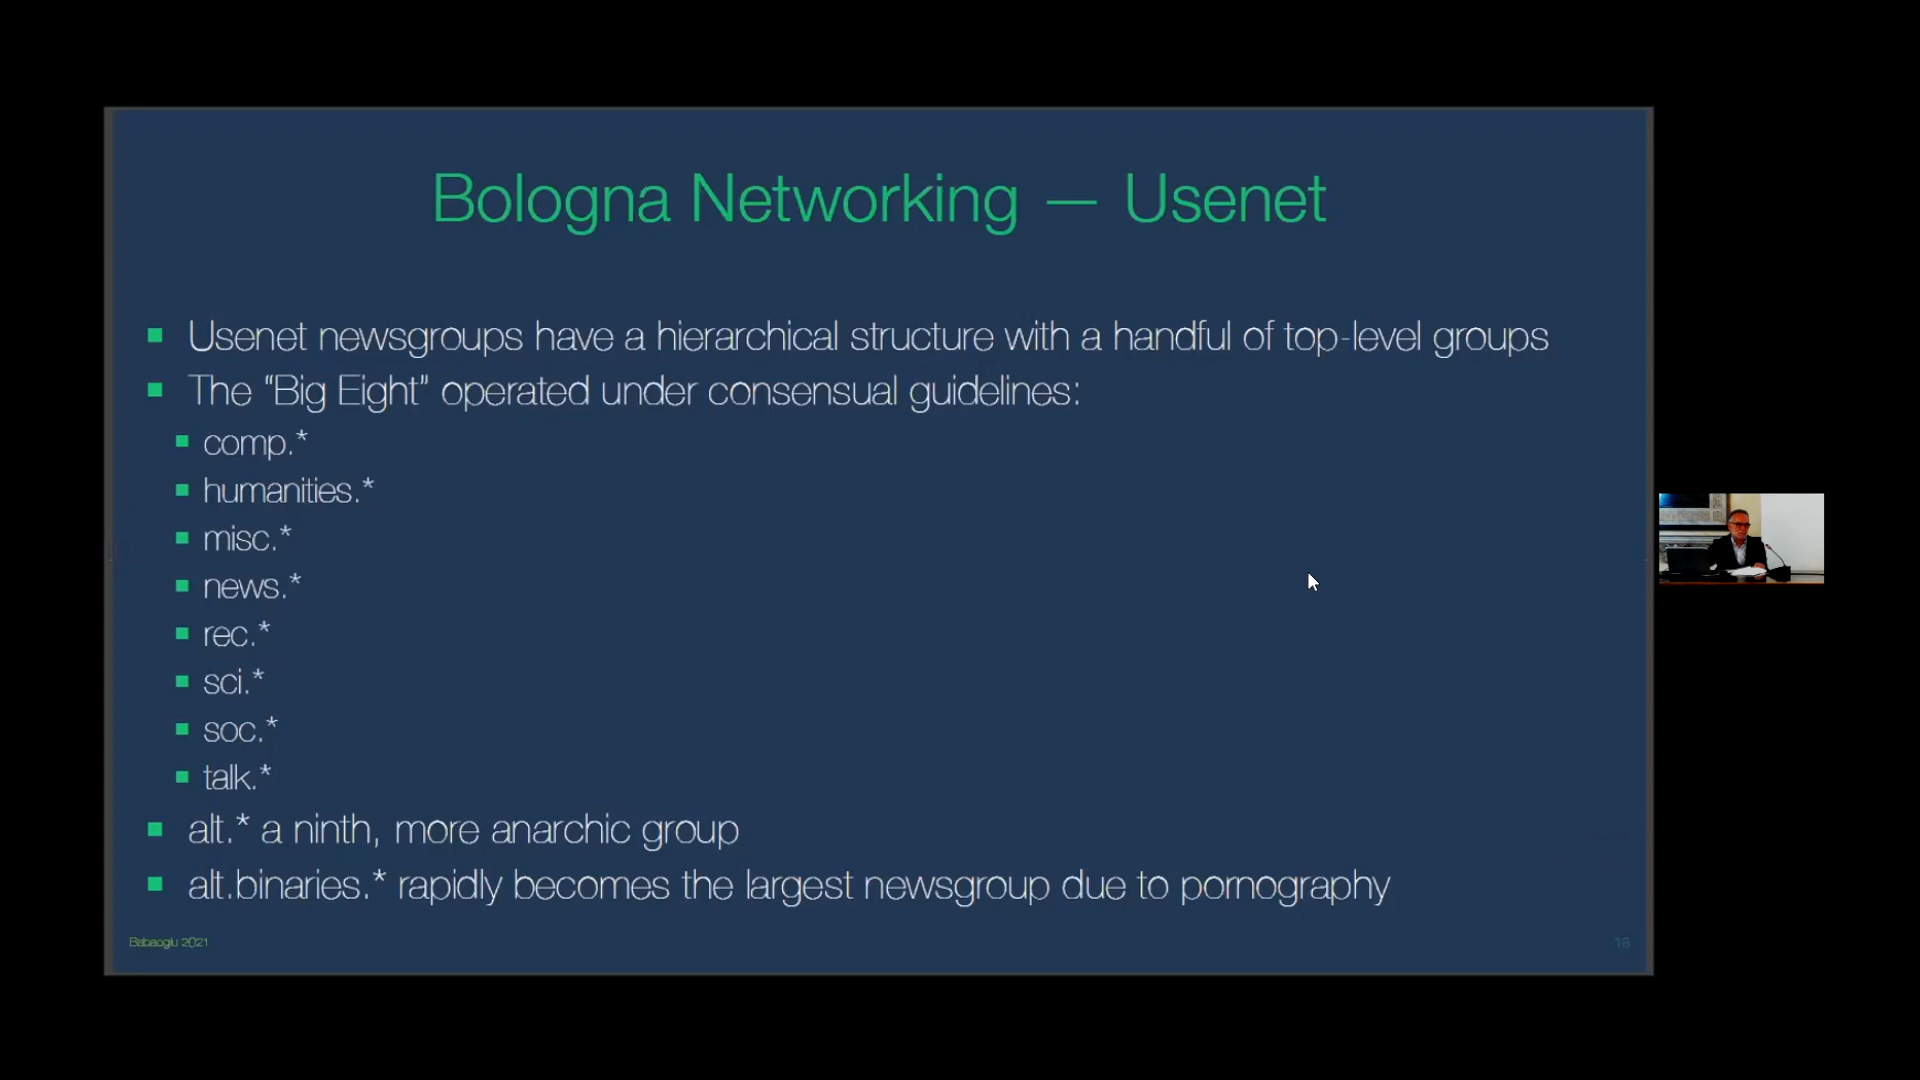 Bologna Networking — Usenet
Usenet newsgroups have a hierarchical structure with a handful of top-level groups
The “Big Eight” operated under consensual guidelines:
comp.*
humanities.*
misc.*
news.*
rec.*
sci.*
soc.*
talk.*
alt.* a ninth, more anarchic group
alt.binaries.* rapidly becomes the largest newsgroup due to pornography
Babaoglu 2021